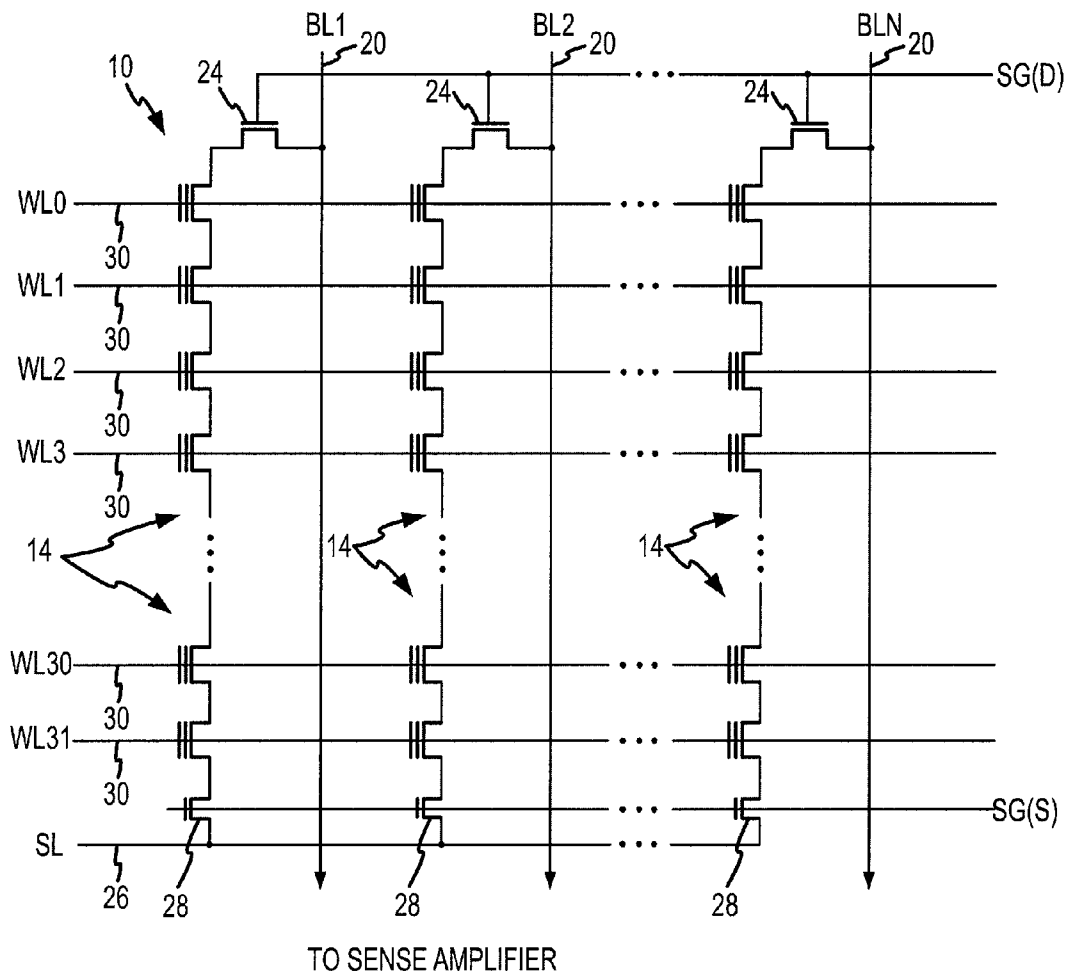 BL1 BL2 BLN
20 20 20
SG(D)
10 24 24 24
WL0
30
WL1
30
WL2
30
WL3
30
14 14 14
WL30
30
WL31
30
SG(S)
SL
26 28 28 28
TO SENSE AMPLIFIER